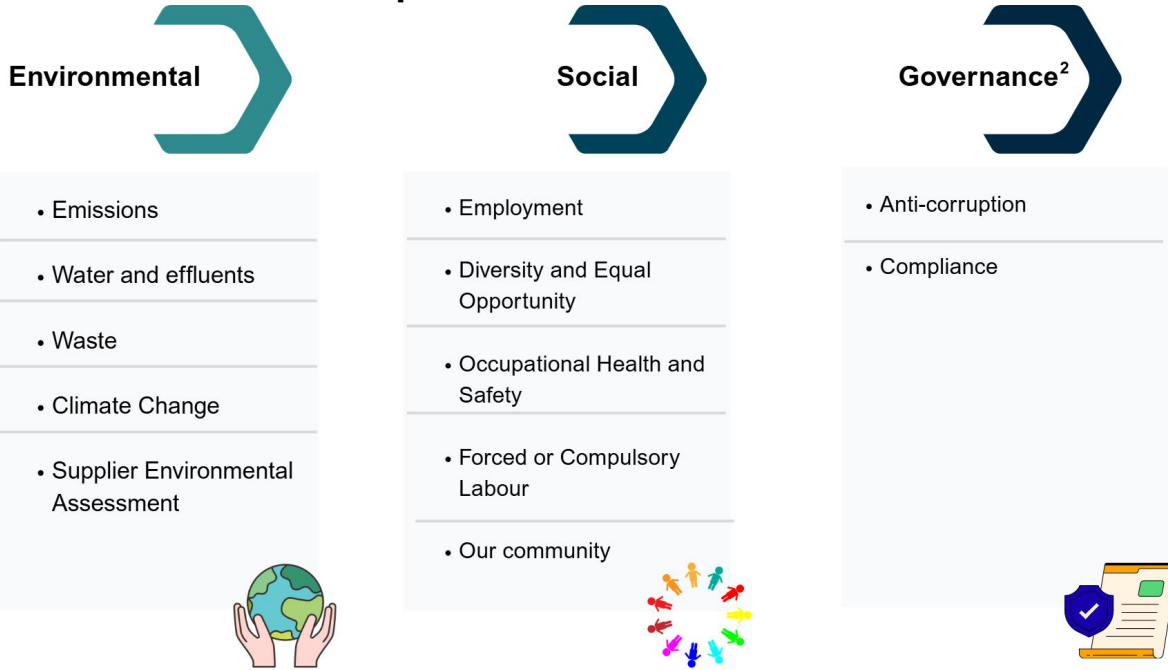 Environmental
• Emissions
• Water and effluents
• Waste
• Climate Change
• Supplier Environmental
Assessment
Social
• Employment
• Diversity and Equal
Opportunity
• Occupational Health and
Safety
• Forced or Compulsory
Labour
• Our community
Governance²
• Anti-corruption
• Compliance